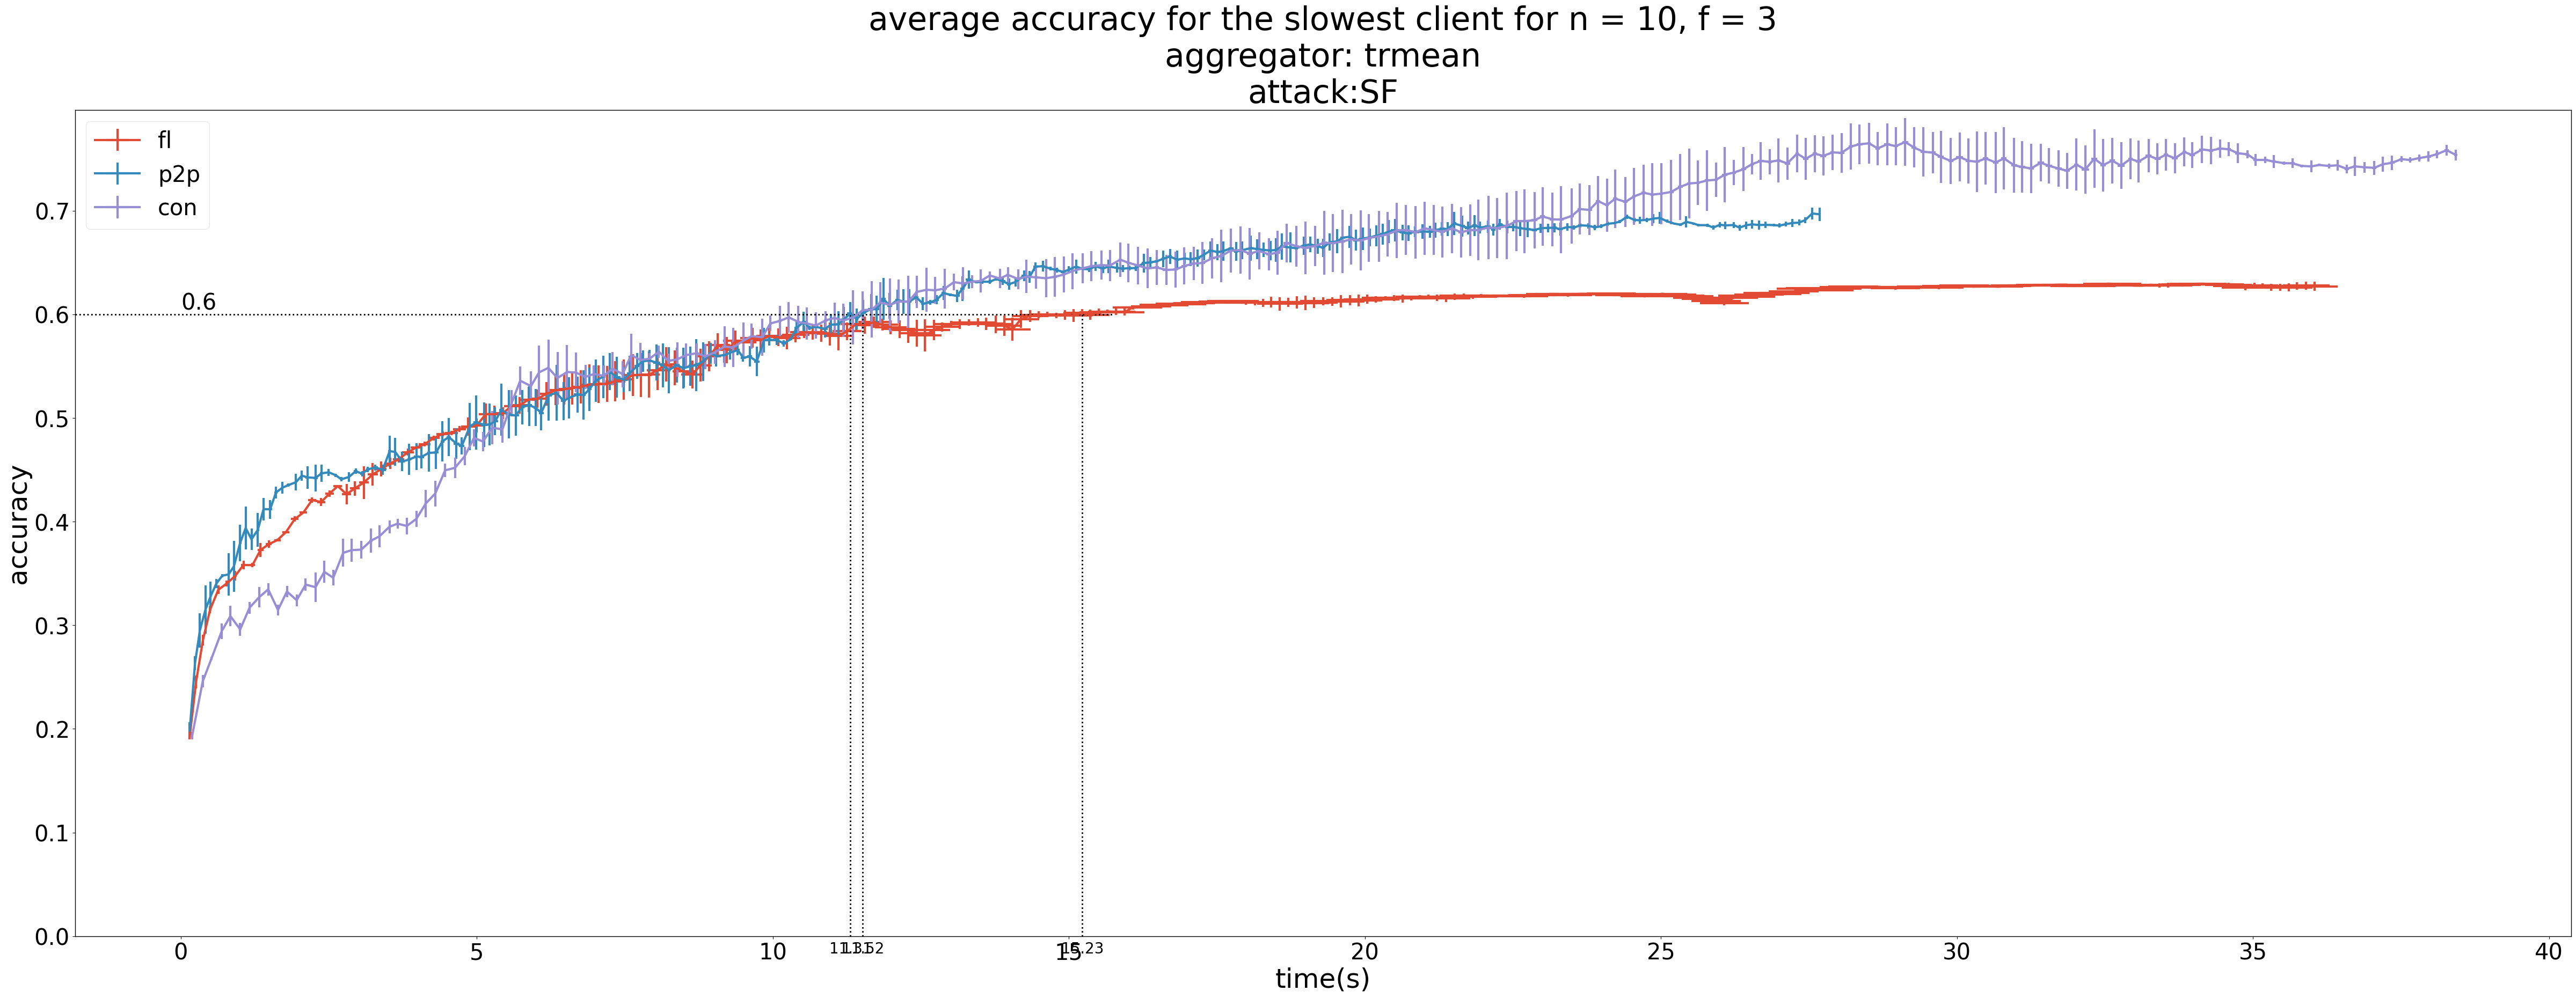 average accuracy for the slowest client for n = 10, f = 3
aggregator: trmean
attack:SF
fl
p2p
con
accuracy
0.7
0.6
0.5
0.4
0.3
0.2
0.1
0.0
0.6
0
5
10
15
20
25
30
35
40
15.23
time(s)